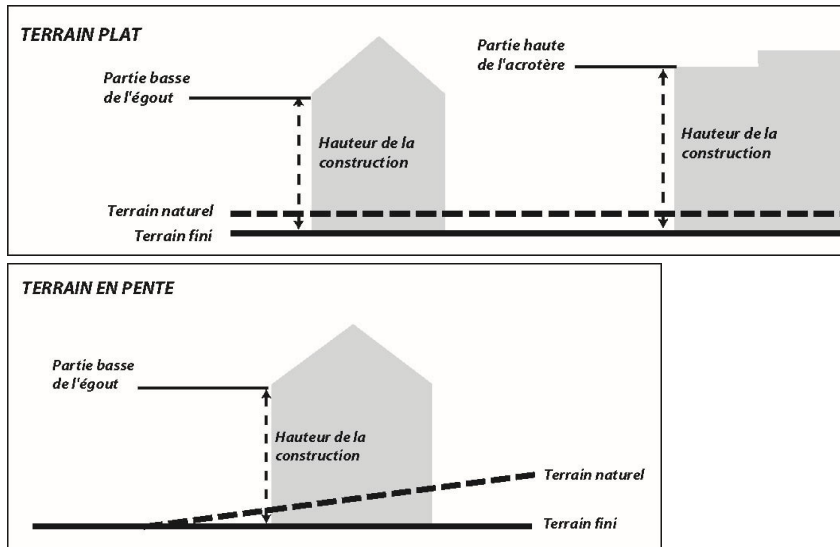 TERRAIN PLAT
Partie basse
de l'égout
Partie haute
de l'acrotère
Hauteur de la
construction
Hauteur de la
construction
Terrain naturel
Terrain fini
TERRAIN EN PENTE
Partie basse
de l'égout
Hauteur de la
construction
Terrain naturel
Terrain fini